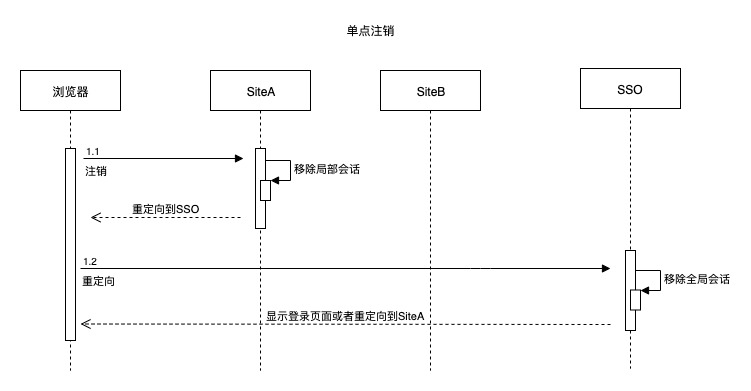 单点注销
浏览器
SiteA
SiteB
SSO
1.1
注销
移除局部会话
重定向到SSO
1.2
重定向
移除全局会话
显示登录页面或者重定向到SiteA